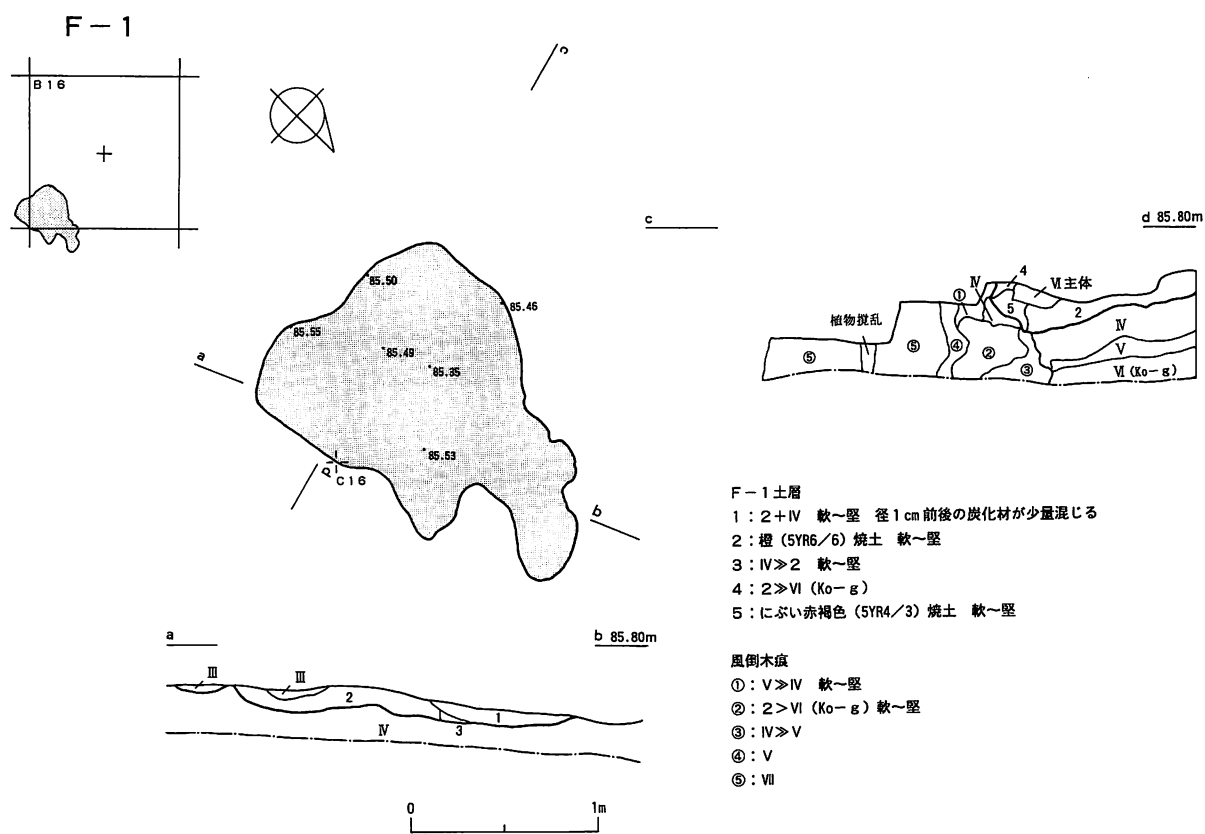 F－1
B16
c
85.50
85.46
85.55
85.49
85.35
85.53
a
b
d
C16
c
d 85.80m
植物撹乱
⑤
⑤
④
①
②
③
Ⅳ
4
5
Ⅵ主体
2
Ⅳ
Ⅴ
Ⅵ(Ko－g)
a
b 85.80m
Ⅲ
Ⅲ
2
1
3
Ⅳ
0
1m
F－1土層
1：2＋Ⅳ 軟～堅 径1cm前後の炭化材が少量混じる
2：橙（5YR6／6）焼土 軟～堅
3：Ⅳ≫2 軟～堅
4：2≫Ⅵ（Ko－g）
5：にぶい赤褐色（5YR4／3）焼土 軟～堅
風倒木痕
①：Ⅴ≫Ⅳ 軟～堅
②：2＞Ⅵ（Ko－g）軟～堅
③：Ⅳ≫Ⅴ
④：Ⅴ
⑤：Ⅶ